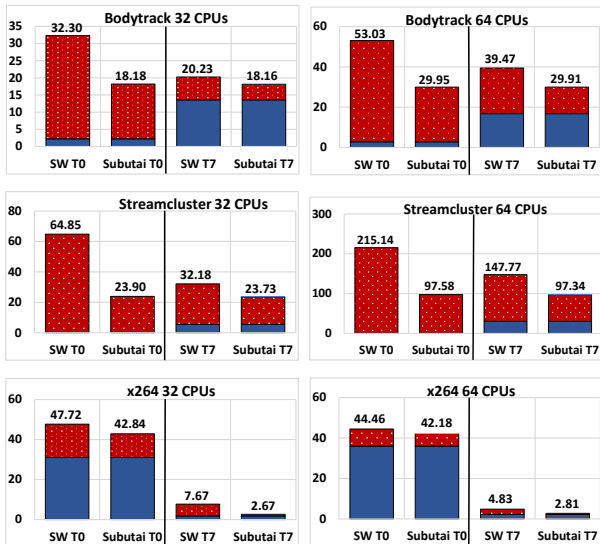 Bodytrack 32 CPUs
35
30
25
20
15
10
5
0
32.30
18.18
20.23
18.16
SW T0
Subutai T0
SW T7
Subutai T7
Bodytrack 64 CPUs
60
40
20
0
53.03
29.95
39.47
29.91
SW T0
Subutai T0
SW T7
Subutai T7
Streamcluster 32 CPUs
80
60
40
20
0
64.85
23.90
32.18
23.73
SW T0
Subutai T0
SW T7
Subutai T7
Streamcluster 64 CPUs
300
200
100
0
215.14
97.58
147.77
97.34
SW T0
Subutai T0
SW T7
Subutai T7
x264 32 CPUs
60
40
20
0
47.72
42.84
7.67
2.67
SW T0
Subutai T0
SW T7
Subutai T7
x264 64 CPUs
60
40
20
0
44.46
42.18
4.83
2.81
SW T0
Subutai T0
SW T7
Subutai T7